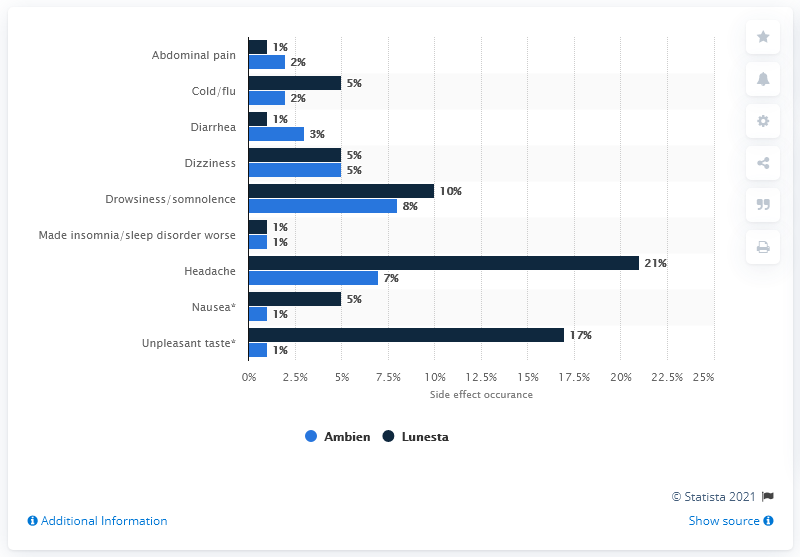 Abdominal pain 1%
2%
Cold/flu 5%
2%
Diarrhea 1%
3%
Dizziness 5%
5%
Drowsiness/somnolence 10%
8%
Made insomnia/sleep disorder worse 1%
1%
Headache 21%
7%
Nausea* 5%
1%
Unpleasant taste* 17%
1%
0% 2.5% 5% 7.5% 10% 12.5% 15% 17.5% 20% 22.5% 25%
Side effect occurance
Ambien Lunesta
© Statista 2021
Additional Information Show source